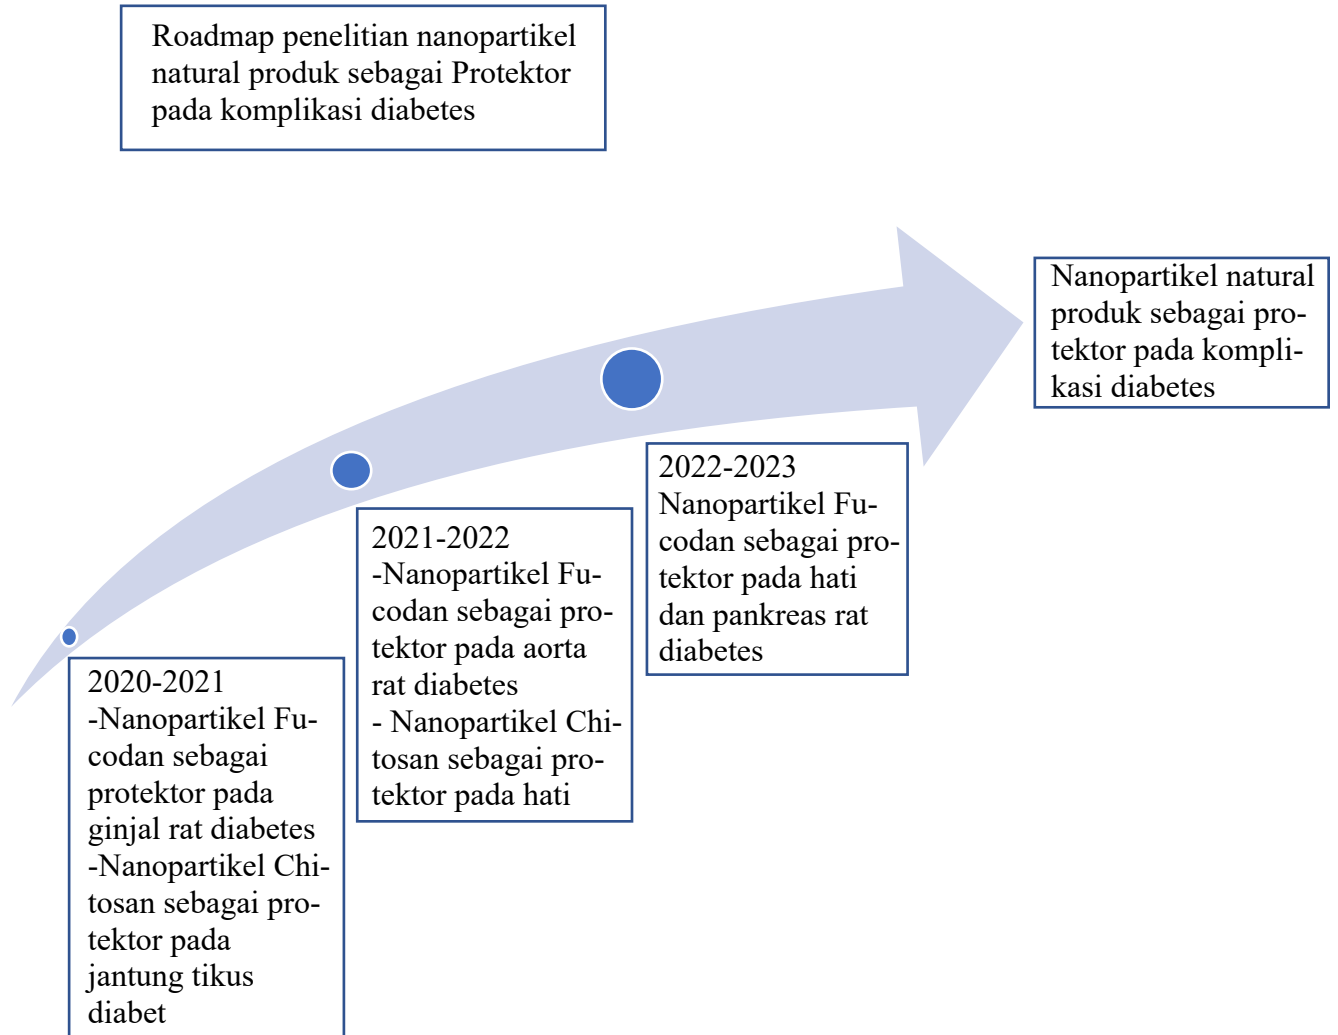 Roadmap penelitian nanopartikel
natural produk sebagai Protektor
pada komplikasi diabetes
Nanopartikel natural
produk sebagai pro-
tektor pada kompli-
kasi diabetes
2022-2023
Nanopartikel Fu-
codan sebagai pro-
tektor pada hati
dan pankreas rat
diabetes
2021-2022
-Nanopartikel Fu-
codan sebagai pro-
tektor pada aorta
rat diabetes
- Nanopartikel Chi-
tosan sebagai pro-
tektor pada hati
2020-2021
-Nanopartikel Fu-
codan sebagai
protektor pada
ginjal rat diabetes
-Nanopartikel Chi-
tosan sebagai pro-
tektor pada
jantung tikus
diabet